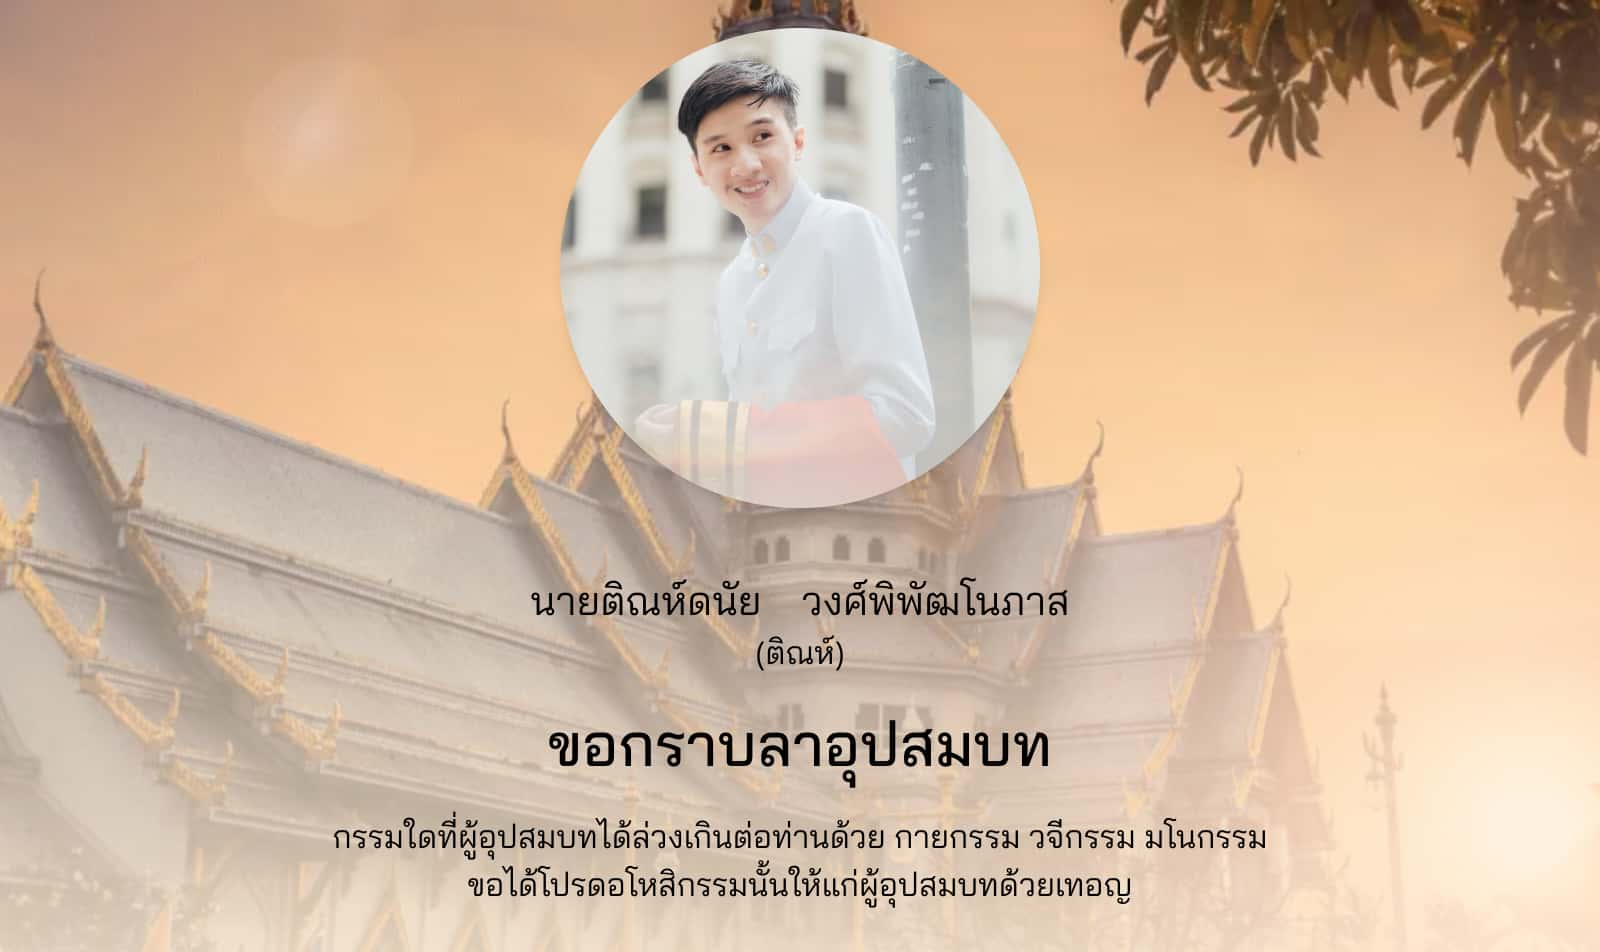 นายติณห์ดนัย วงศ์พิพัฒโนภาส
(ติณห์)
ขอกราบลาอุปสมบท
กรรมใดที่ผู้อุปสมบทได้ล่วงเกินต่อท่านด้วย กายกรรม วจีกรรม มโนกรรม
ขอได้โปรดอโหสิกรรมนั้นให้แก่ผู้อุปสมบทด้วยเทอญ